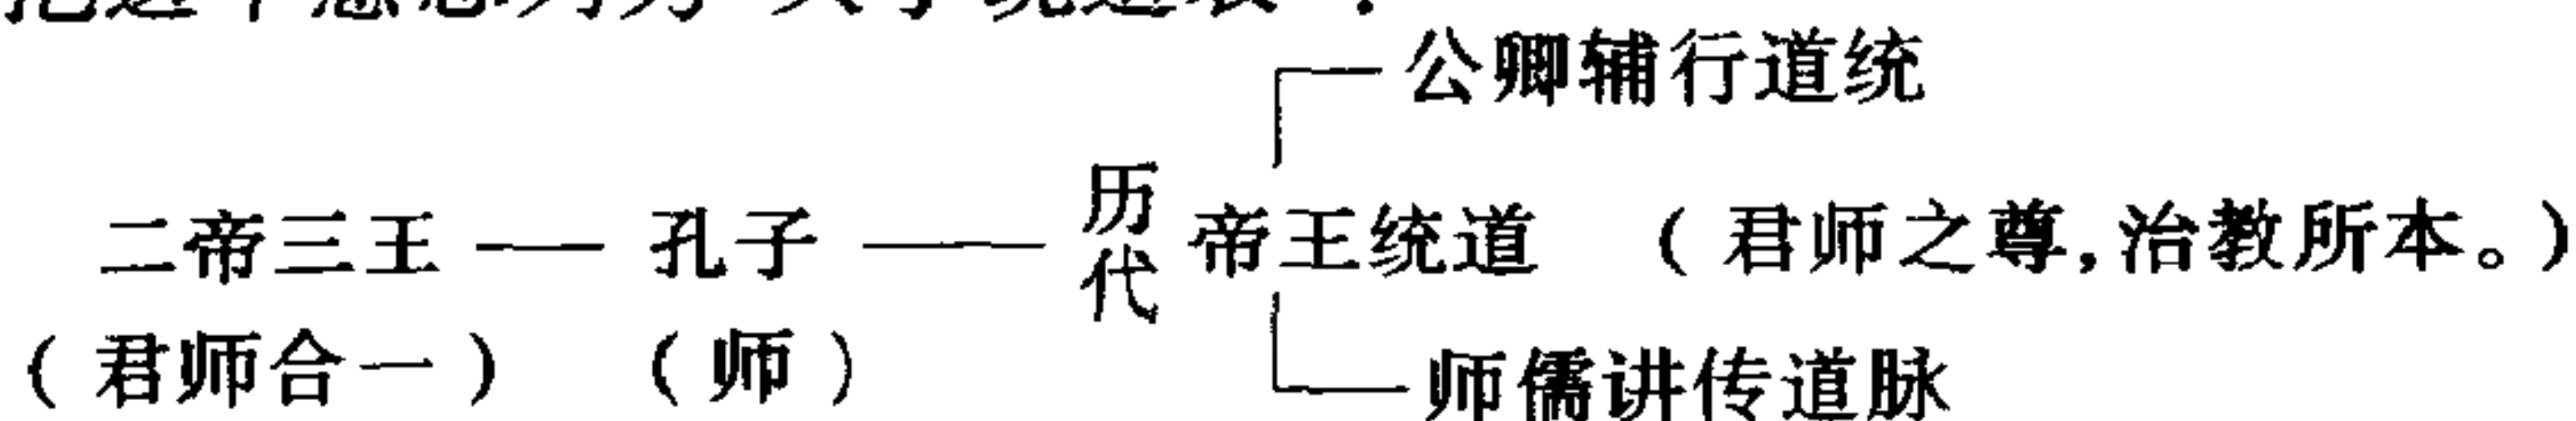 公卿辅行道统
二帝三王 —— 孔子 —— 历代 帝王统道 （君师之尊,治教所本。）
（君师合一） （师）
师儒讲传道脉